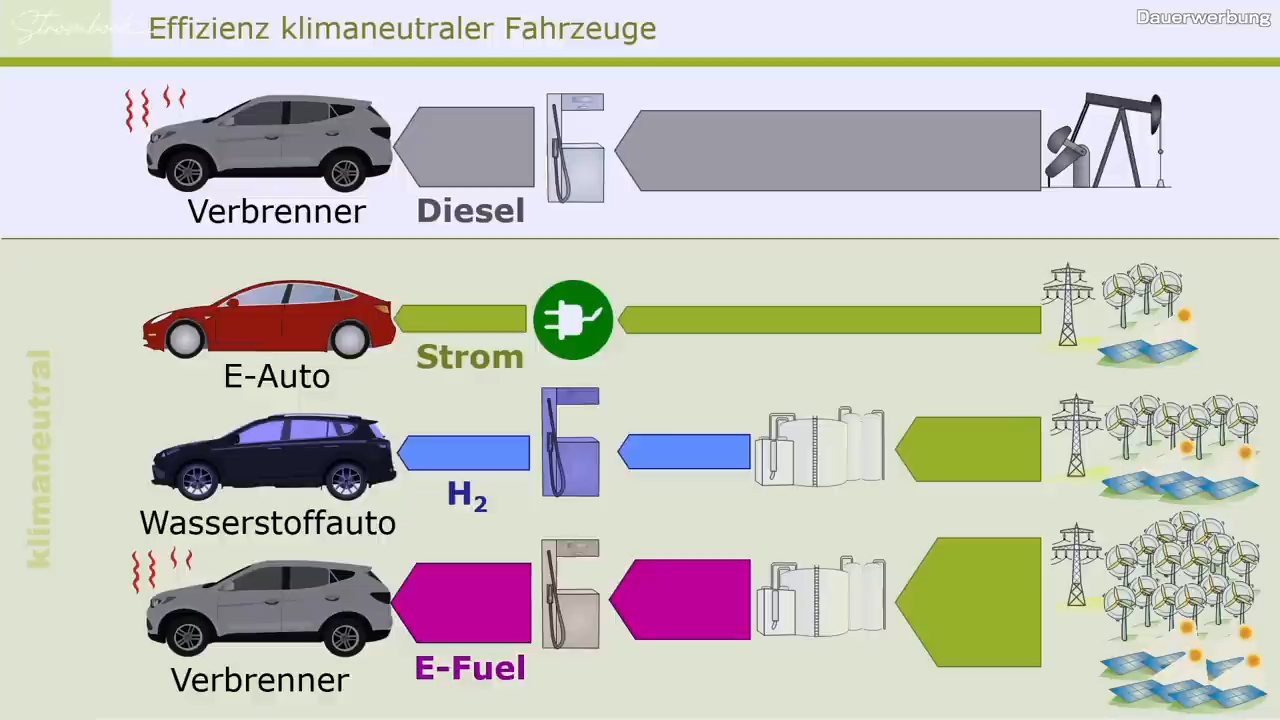 Effizienz klimaneutraler Fahrzeuge
Dauerwerbung
Verbrenner
Diesel
klimaneutral
Strom
E-Auto
H₂
Wasserstoffauto
E-Fuel
Verbrenner